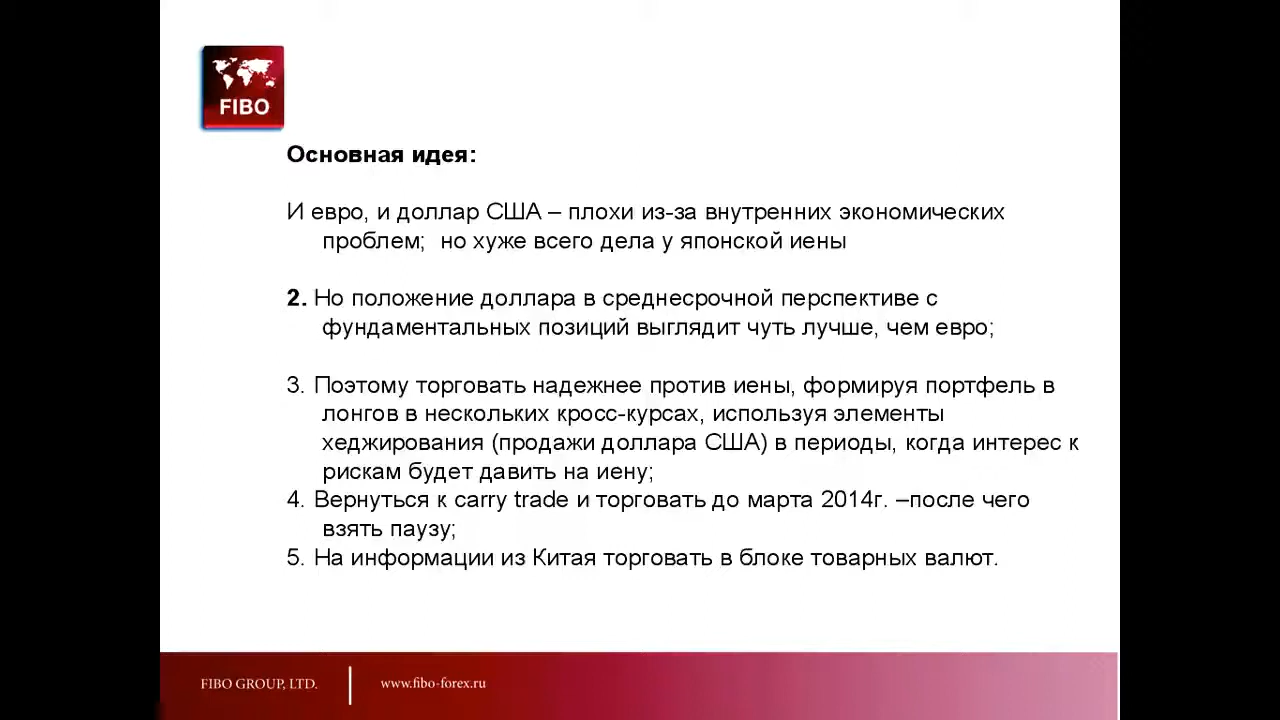 FIBO
Основная идея:
И евро, и доллар США – плохи из-за внутренних экономических
проблем; но хуже всего дела у японской иены
2. Но положение доллара в среднесрочной перспективе с
фундаментальных позиций выглядит чуть лучше, чем евро;
3. Поэтому торговать надежнее против иены, формируя портфель в
лонгов в нескольких кросс-курсах, используя элементы
хеджирования (продажи доллара США) в периоды, когда интерес к
рискам будет давить на иену;
4. Вернуться к carry trade и торговать до марта 2014г. –после чего
взять паузу;
5. На информации из Китая торговать в блоке товарных валют.
FIBO GROUP, LTD.
www.fibo-forex.ru